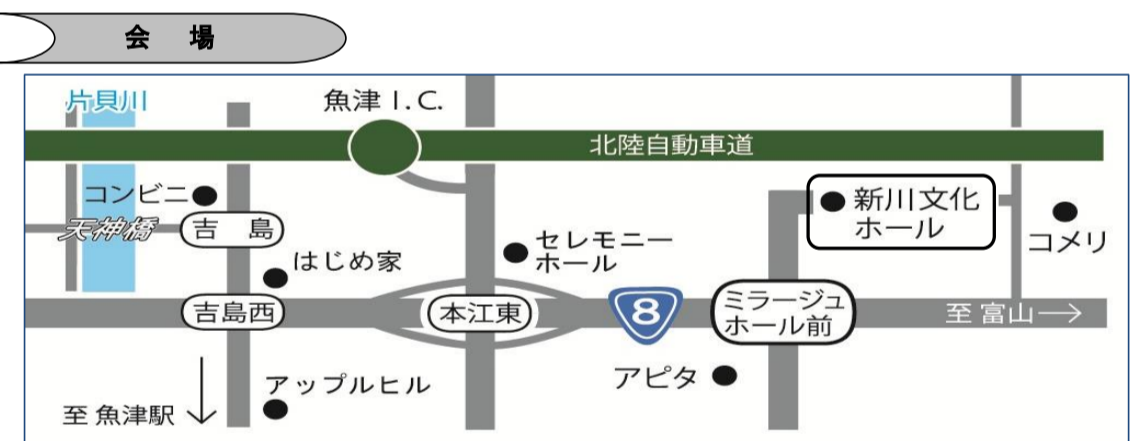 会 場
片貝川
魚津 I.C.
北陸自動車道
コンビニ
天神橋
吉 島
はじめ家
セレモニー
ホール
新川文化
ホール
コメリ
吉島西
本江東
8
ミラージュ
ホール前
至 富山→
アピタ
アップルヒル
至 魚津駅